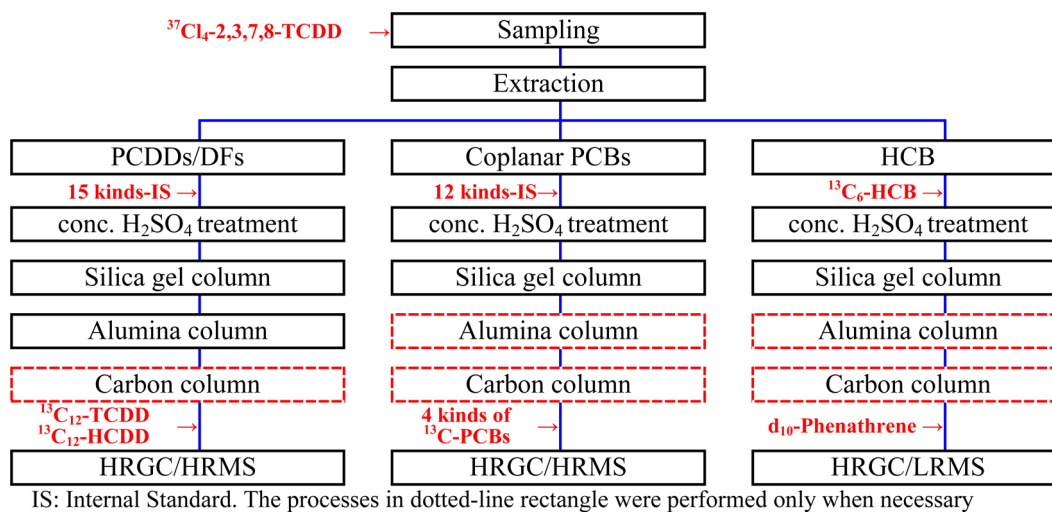 ³⁷Cl₄-2,3,7,8-TCDD → Sampling
Extraction
PCDDs/DFs Coplanar PCBs HCB
15 kinds-IS → 12 kinds-IS → ¹³C₆-HCB →
conc. H₂SO₄ treatment conc. H₂SO₄ treatment conc. H₂SO₄ treatment
Silica gel column Silica gel column Silica gel column
Alumina column Alumina column Alumina column
Carbon column Carbon column Carbon column
¹³C₁₂-TCDD
¹³C₁₂-HCDD →
4 kinds of
¹³C-PCBs →
d₁₀-Phenathrene →
HRGC/HRMS HRGC/HRMS HRGC/LRMS
IS: Internal Standard. The processes in dotted-line rectangle were performed only when necessary